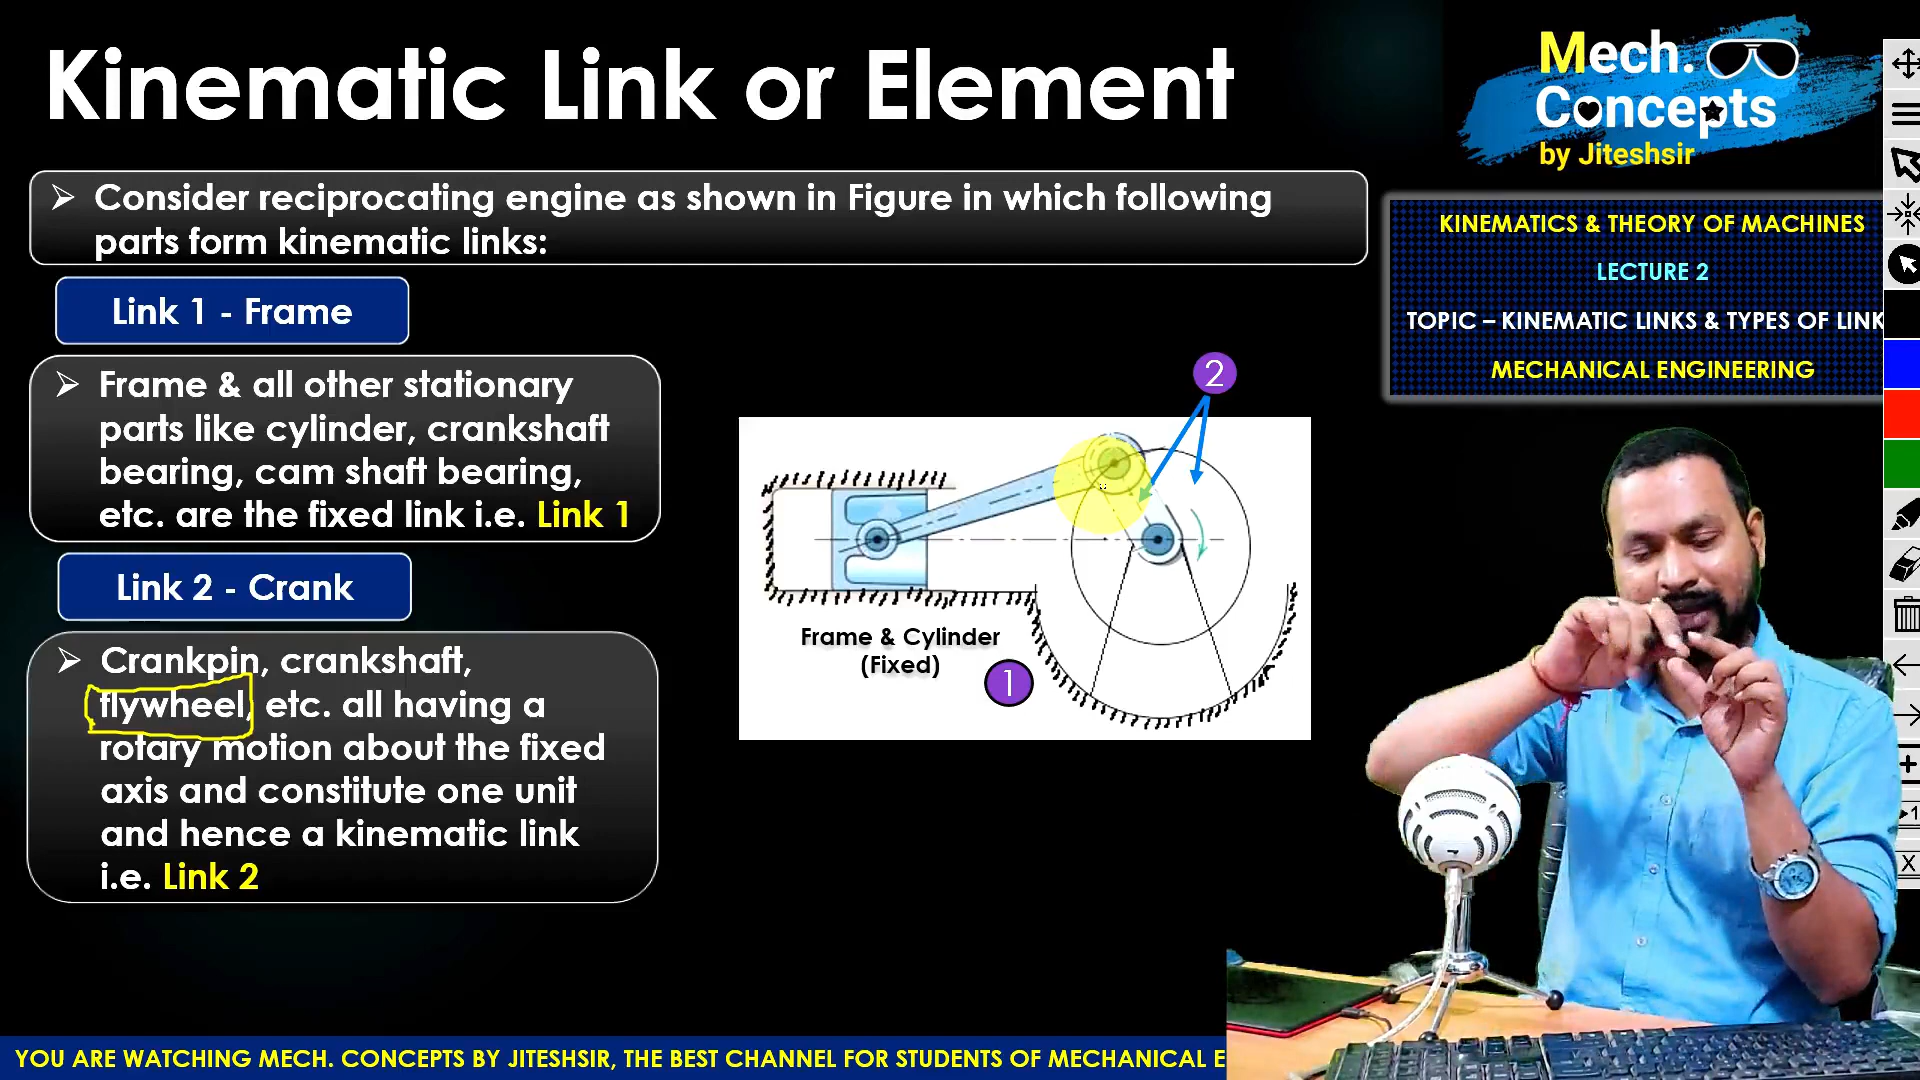 Kinematic Link or Element
Mech.
Concepts
by Jiteshsir
➢ Consider reciprocating engine as shown in Figure in which following
parts form kinematic links:
KINEMATICS & THEORY OF MACHINES
LECTURE 2
TOPIC – KINEMATIC LINKS & TYPES OF LINK
MECHANICAL ENGINEERING
Link 1 - Frame
➢ Frame & all other stationary
parts like cylinder, crankshaft
bearing, cam shaft bearing,
etc. are the fixed link i.e. Link 1
Link 2 - Crank
➢ Crankpin, crankshaft,
flywheel, etc. all having a
rotary motion about the fixed
axis and constitute one unit
and hence a kinematic link
i.e. Link 2
2
Frame & Cylinder
(Fixed)
1
1
X
YOU ARE WATCHING MECH. CONCEPTS BY JITESHSIR, THE BEST CHANNEL FOR STUDENTS OF MECHANICAL E